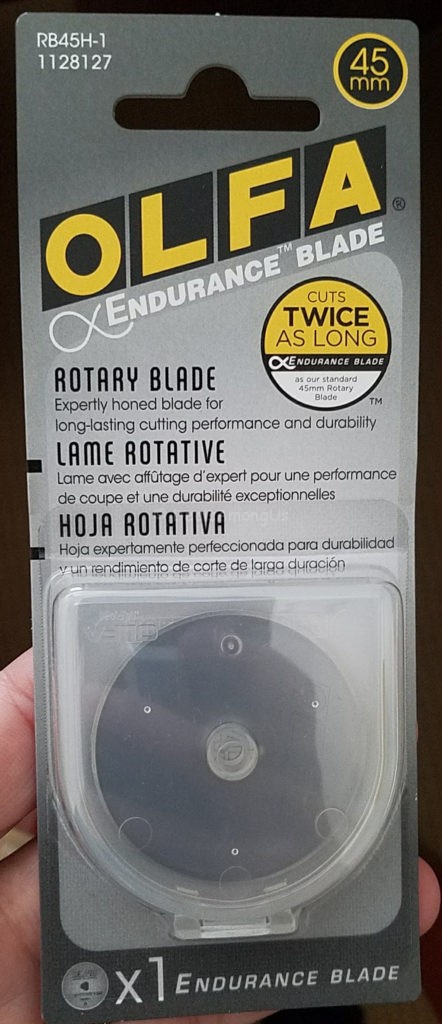 RB45H-1
1128127
45
mm
OLFA®
ENDURANCE™ BLADE
CUTS
TWICE
AS LONG
ENDURANCE BLADE
as our standard
45mm Rotary
Blade
TM
ROTARY BLADE
Expertly honed blade for
long-lasting cutting performance and durability
LAME ROTATIVE
Lame avec affûtage d'expert pour une performance
de coupe et une durabilité exceptionnelles
HOJA ROTATIVA
Hoja expertamente perfeccionada para durabilidad
y un rendimiento de corte de larga duración
x1 ENDURANCE BLADE